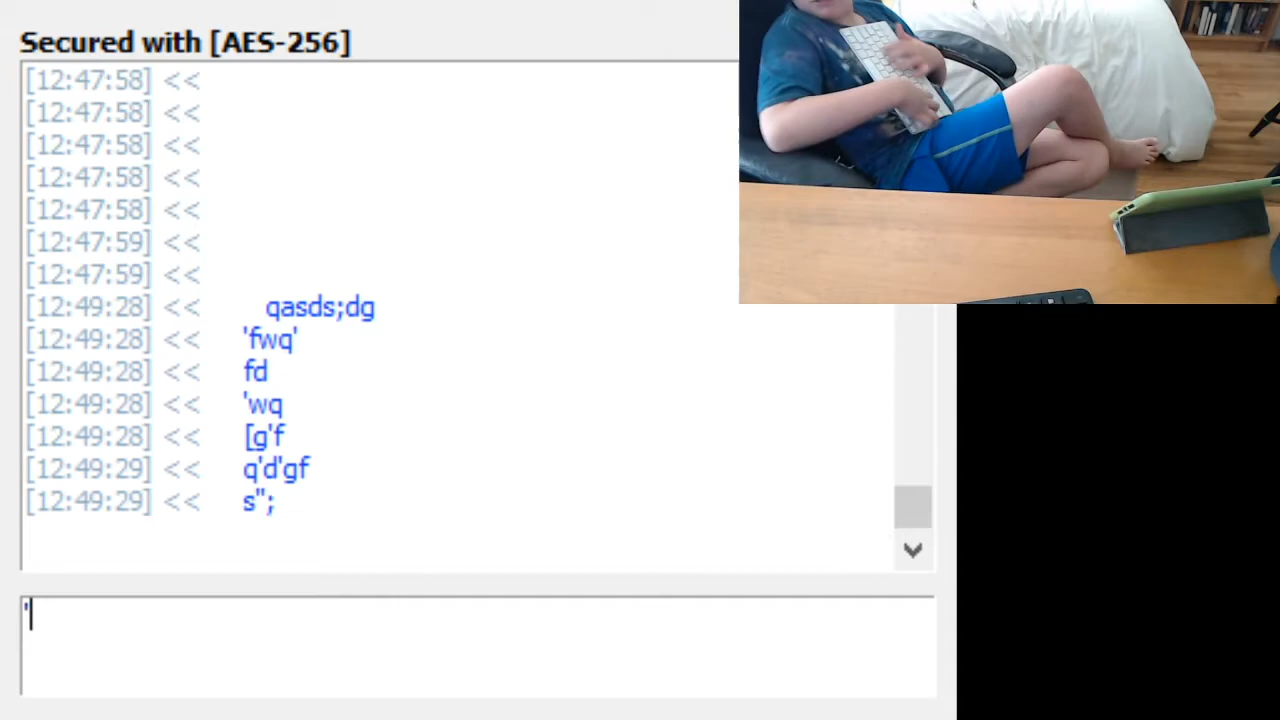 Secured with [AES-256]
[12:47:58] <<
[12:47:58] <<
[12:47:58] <<
[12:47:58] <<
[12:47:58] <<
[12:47:59] <<
[12:47:59] <<
[12:49:28] << qasds;dg
[12:49:28] << 'fwq'
[12:49:28] << fd
[12:49:28] << 'wq
[12:49:28] << [g'f
[12:49:29] << q'd'gf
[12:49:29] << s";
'